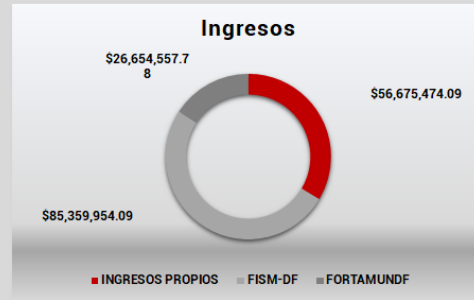 Ingresos
$26,654,557.7
8
$56,675,474.09
$85,359,954.09
INGRESOS PROPIOS FISM-DF FORTAMUNDF